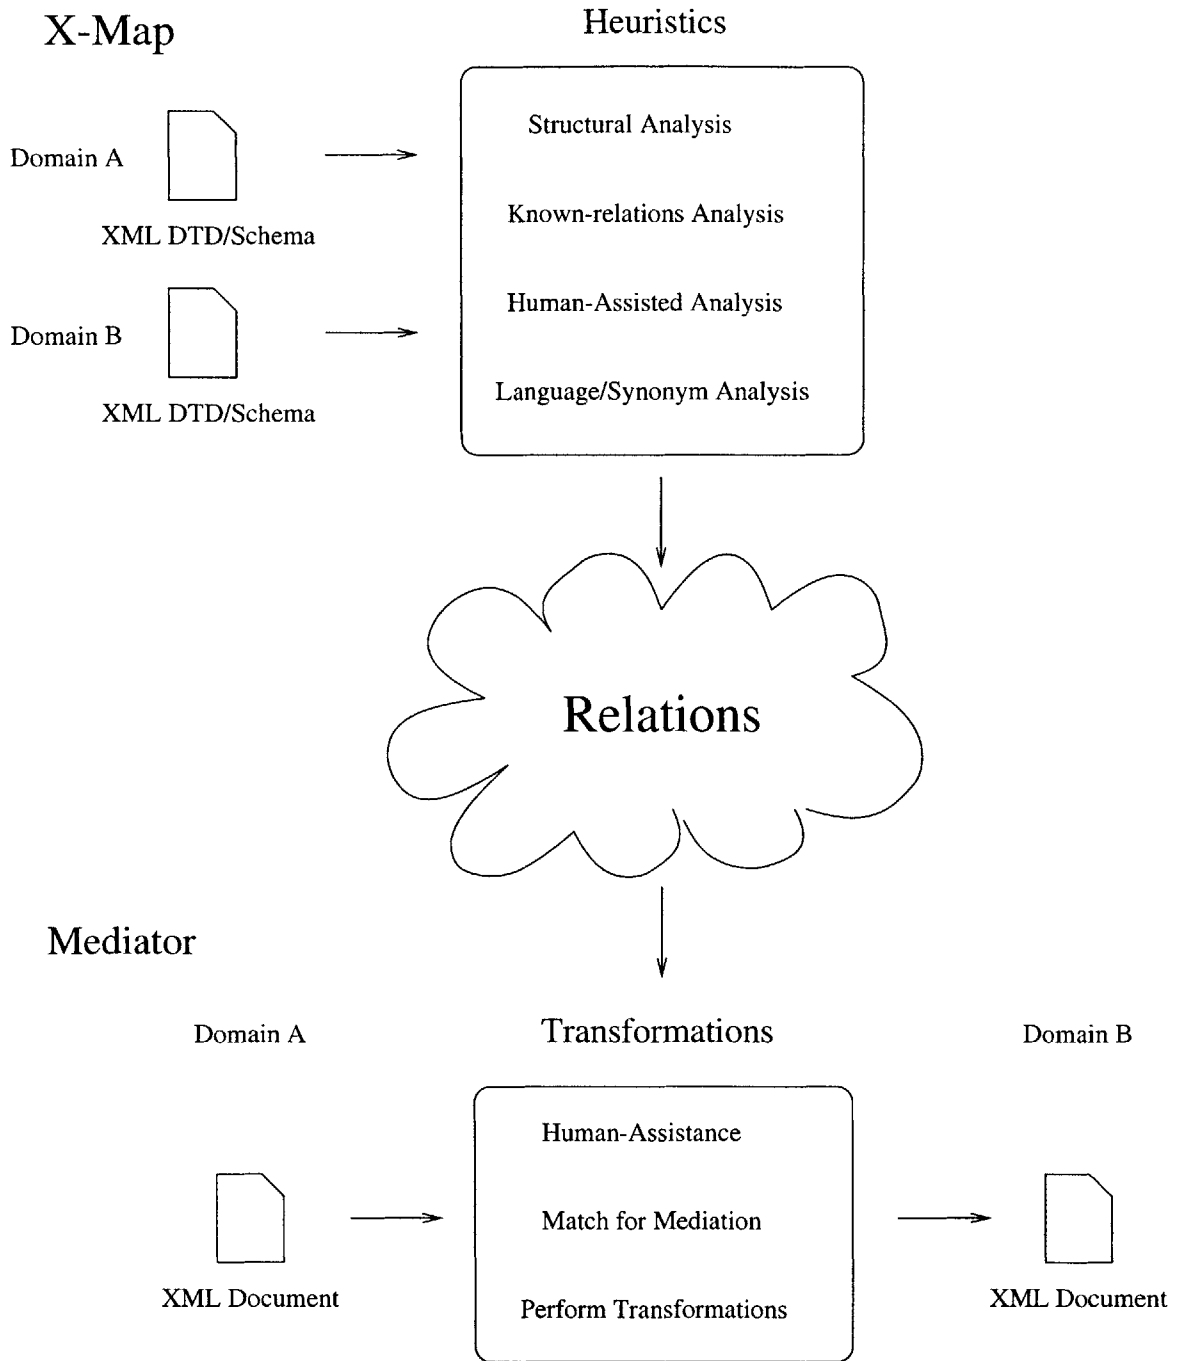 X-Map
Heuristics
Structural Analysis
Domain A
Known-relations Analysis
XML DTD/Schema
Human-Assisted Analysis
Domain B
Language/Synonym Analysis
XML DTD/Schema
Relations
Mediator
Domain A
Transformations
Domain B
Human-Assistance
Match for Mediation
XML Document
Perform Transformations
XML Document